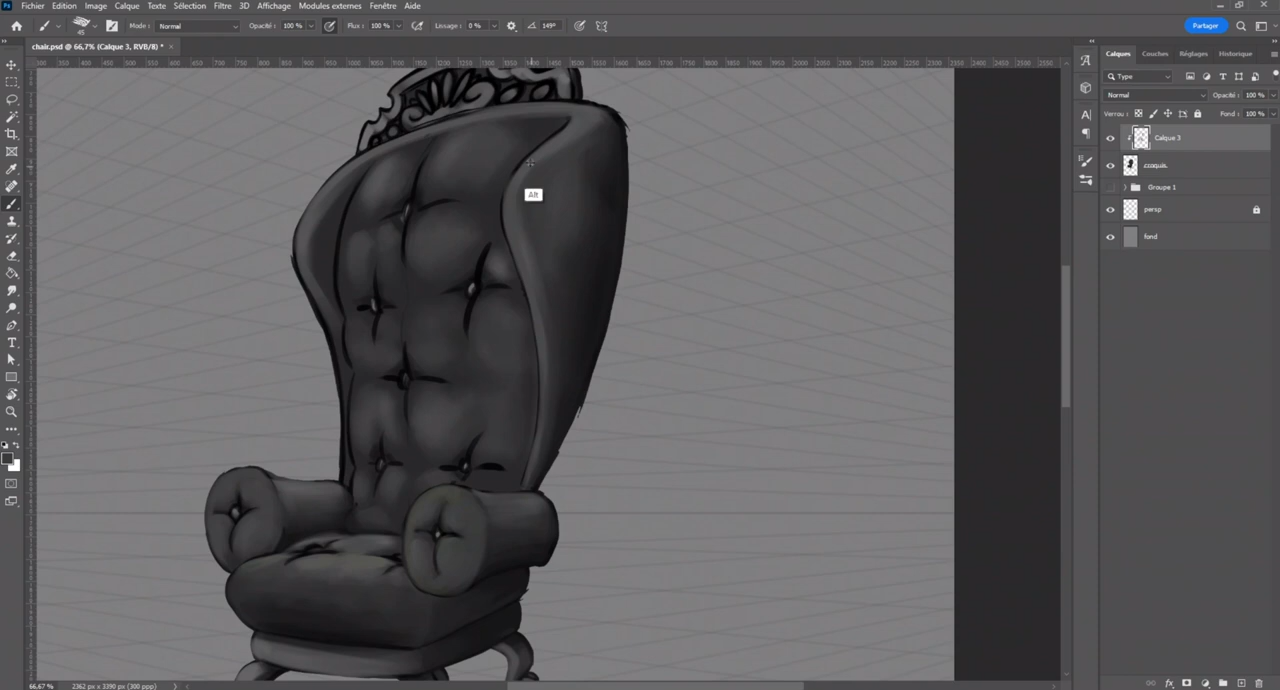 Fichier Edition Image Calque Texte Sélection Filtre 3D Affichage Modules externes Fenêtre Aide
45 Mode : Normal Opacité : 100 % Flux : 100 % Lissage : 0 % 149° Partager
chair.psd @ 66,7% (Calque 3, RVB/8) * ×
Alt
66,67 % 2362 px x 3390 px (300 ppp)
Calques Couches Réglages Historique
Type
Normal Opacité : 100 %
Verrou : Fond : 100 %
Calque 3
croquis
Groupe 1
persp
fond